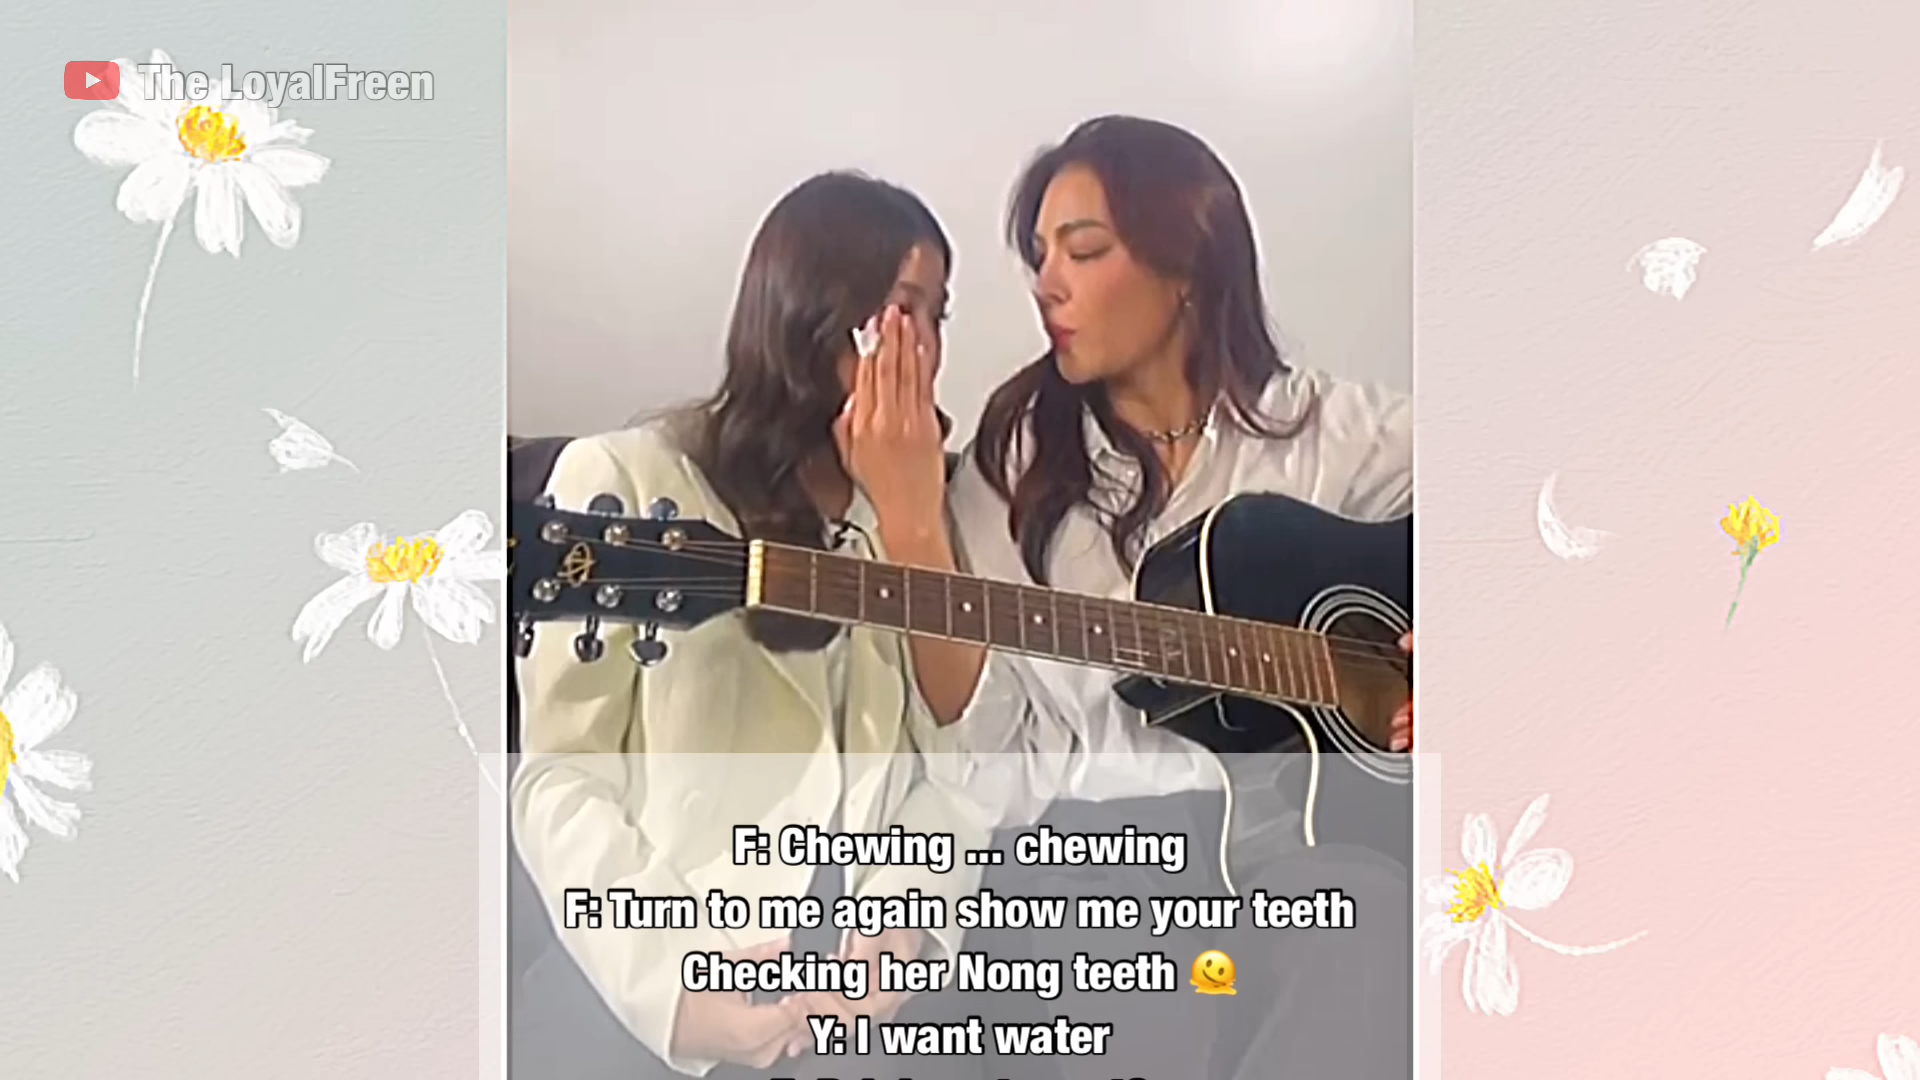 The LoyalFreen
F: Chewing ... chewing
F: Turn to me again show me your teeth
Checking her Nong teeth 🫠
Y: I want water